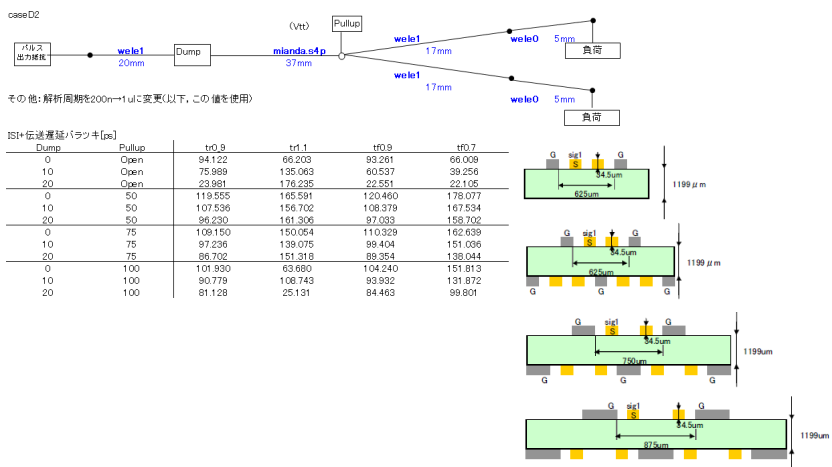 caseD2
(Vtt)
Pullup
パルス
出力抵抗
wele1
20mm
Dump
mianda.s4p
37mm
wele1
17mm
wele0
5mm
負荷
wele1
17mm
wele0
5mm
負荷
その他: 解析周期を200n→1uに変更(以下, この値を使用)
ISI+伝送遅延バラツキ[ps]
Dump Pullup tr0_9 tr1.1 tf0.9 tf0.7
0 Open 94.122 66.203 93.261 66.009
10 Open 75.989 135.063 60.537 39.256
20 Open 23.981 176.235 22.551 22.105
0 50 119.555 165.591 120.460 178.077
10 50 107.536 156.702 108.379 167.534
20 50 96.230 161.306 97.033 158.702
0 75 109.150 150.054 110.329 162.639
10 75 97.236 139.075 99.404 151.036
20 75 86.702 151.318 89.354 138.044
0 100 101.930 63.680 104.240 151.813
10 100 90.779 108.743 93.932 131.872
20 100 81.128 25.131 84.463 99.801
G sig1 G
S
34.5um
625um
1199μm
G sig1 G
S
34.5um
625um
1199μm
G G G
G sig1 G
S
34.5um
750um
1199um
G G
G sig1 G
S
34.5um
875um
1199um